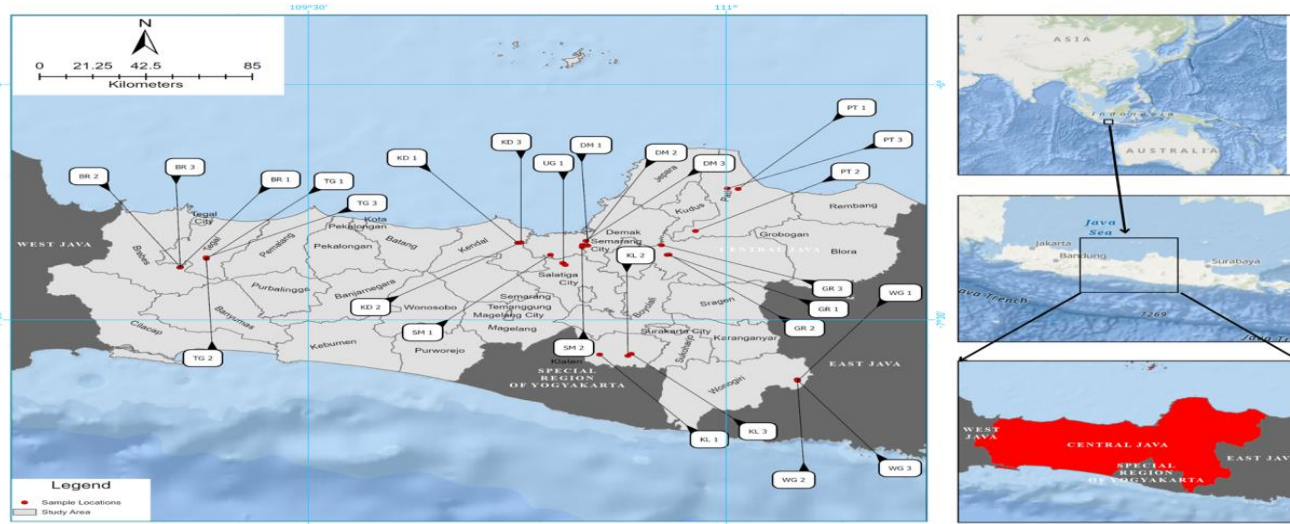 109°30'
111°
N
0 21.25 42.5 85
Kilometers
PT 1
KD 3
DM 1
UG 1
DM 2
PT 3
KD 1
DM 3
BR 3
BR 2
BR 1
TG 1
PT 2
TG 3
Jepara
Pati
Kudus
Rembang
Tegal
City
Kota
Pekalongan
Tegal
Pemalang
Pekalongan
Batang
Kendal
Demak
Semarang
City
Grobogan
CENTRAL JAVA
Blora
WEST JAVA
Brebes
KL 2
Salatiga
City
Purbalingga
Banjarnegara
Wonosobo
Semarang
Temanggung
Magelang City
Magelang
Boyolali
Sragen
GR 3
WG 1
GR 1
KD 2
SM 1
GR 2
Cilacap
Banyumas
Kebumen
Purworejo
Surakarta City
Sukoharjo
Karanganyar
TG 2
SM 2
Klaten
EAST JAVA
SPECIAL
REGION
OF YOGYAKARTA
Wonogiri
KL 1
KL 3
WG 2
WG 3
-7°30'
Legend
Sample Locations
Study Area
ASIA
Indonesia
AUSTRALIA
Java
Sea
Jakarta
Bandung
Surabaya
Java Trench
7269
WEST
JAVA
CENTRAL JAVA
SPECIAL
REGION
OF YOGYAKARTA
EAST JAV